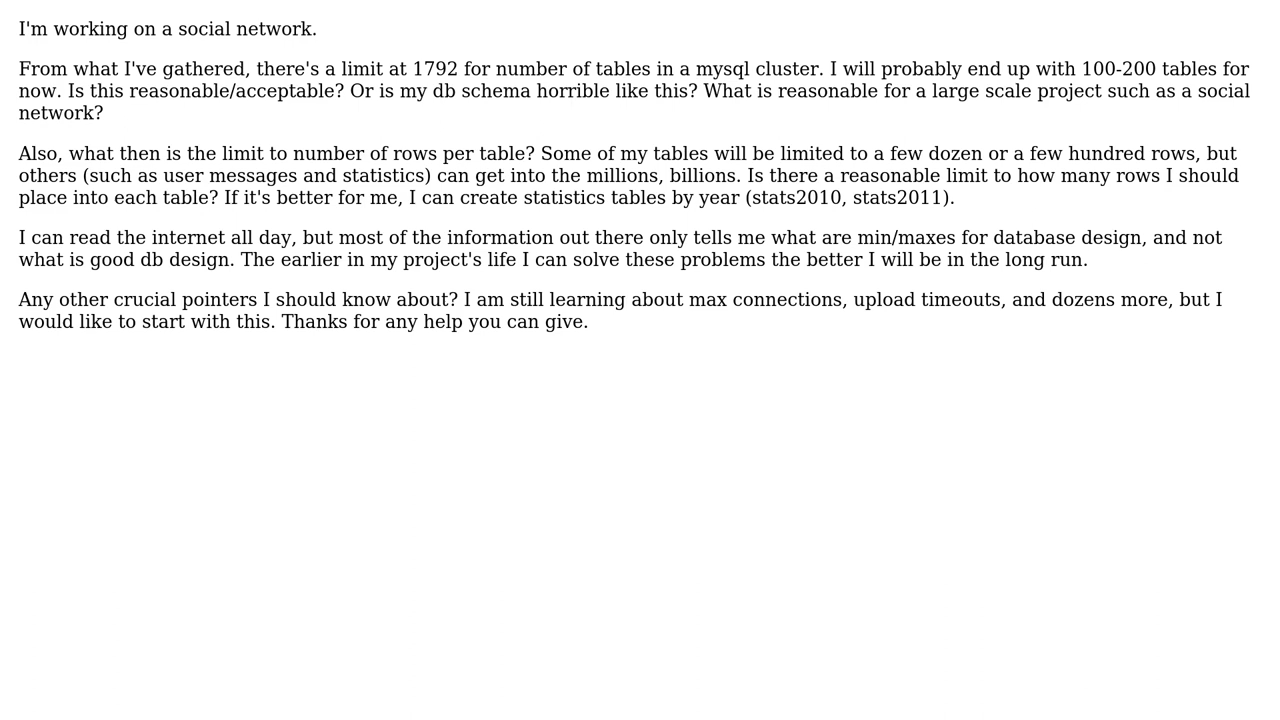 I'm working on a social network.
From what I've gathered, there's a limit at 1792 for number of tables in a mysql cluster. I will probably end up with 100-200 tables for
now. Is this reasonable/acceptable? Or is my db schema horrible like this? What is reasonable for a large scale project such as a social
network?
Also, what then is the limit to number of rows per table? Some of my tables will be limited to a few dozen or a few hundred rows, but
others (such as user messages and statistics) can get into the millions, billions. Is there a reasonable limit to how many rows I should
place into each table? If it's better for me, I can create statistics tables by year (stats2010, stats2011).
I can read the internet all day, but most of the information out there only tells me what are min/maxes for database design, and not
what is good db design. The earlier in my project's life I can solve these problems the better I will be in the long run.
Any other crucial pointers I should know about? I am still learning about max connections, upload timeouts, and dozens more, but I
would like to start with this. Thanks for any help you can give.